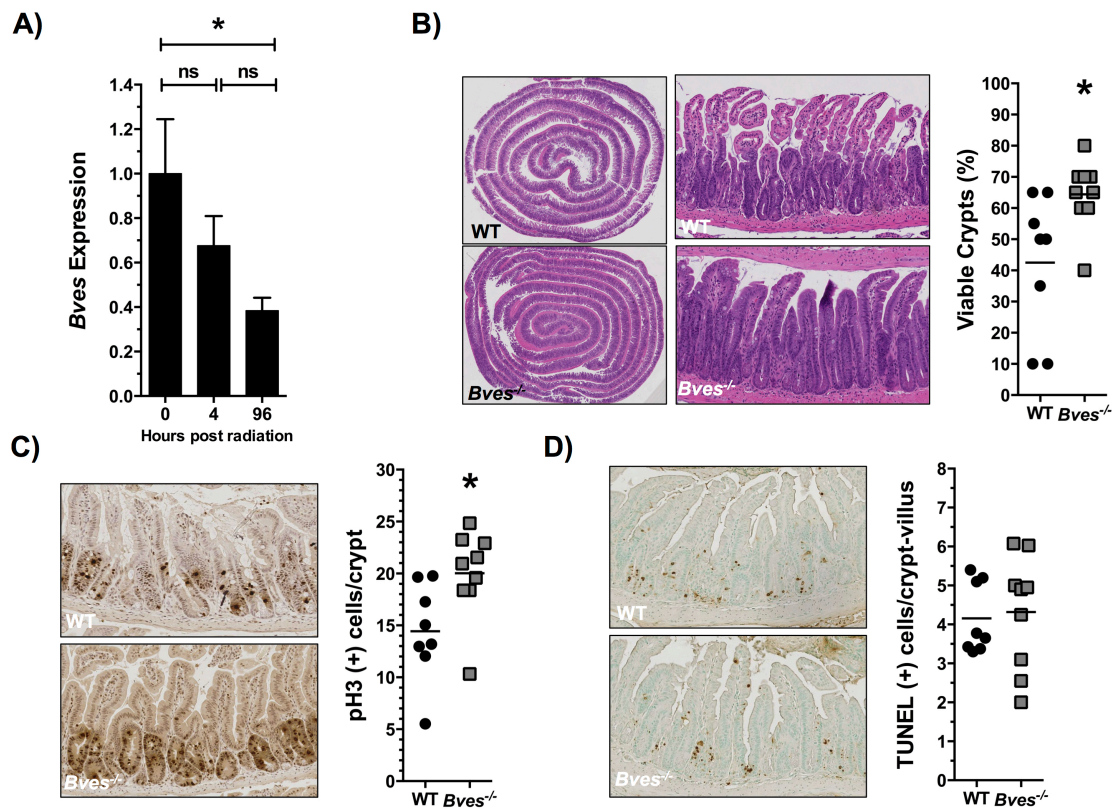 A)
*
ns ns
1.4
1.2
1.0
0.8
0.6
0.4
0.2
0.0
Bves Expression
0 4 96
Hours post radiation
B)
WT
WT
Bves-/-
Bves-/-
*
100
90
80
70
60
50
40
30
20
10
0
Viable Crypts (%)
WT Bves-/-
C)
WT
Bves-/-
*
30
25
20
15
10
5
0
pH3 (+) cells/crypt
WT Bves-/-
D)
WT
Bves-/-
8
7
6
5
4
3
2
1
0
TUNEL (+) cells/crypt-villus
WT Bves-/-